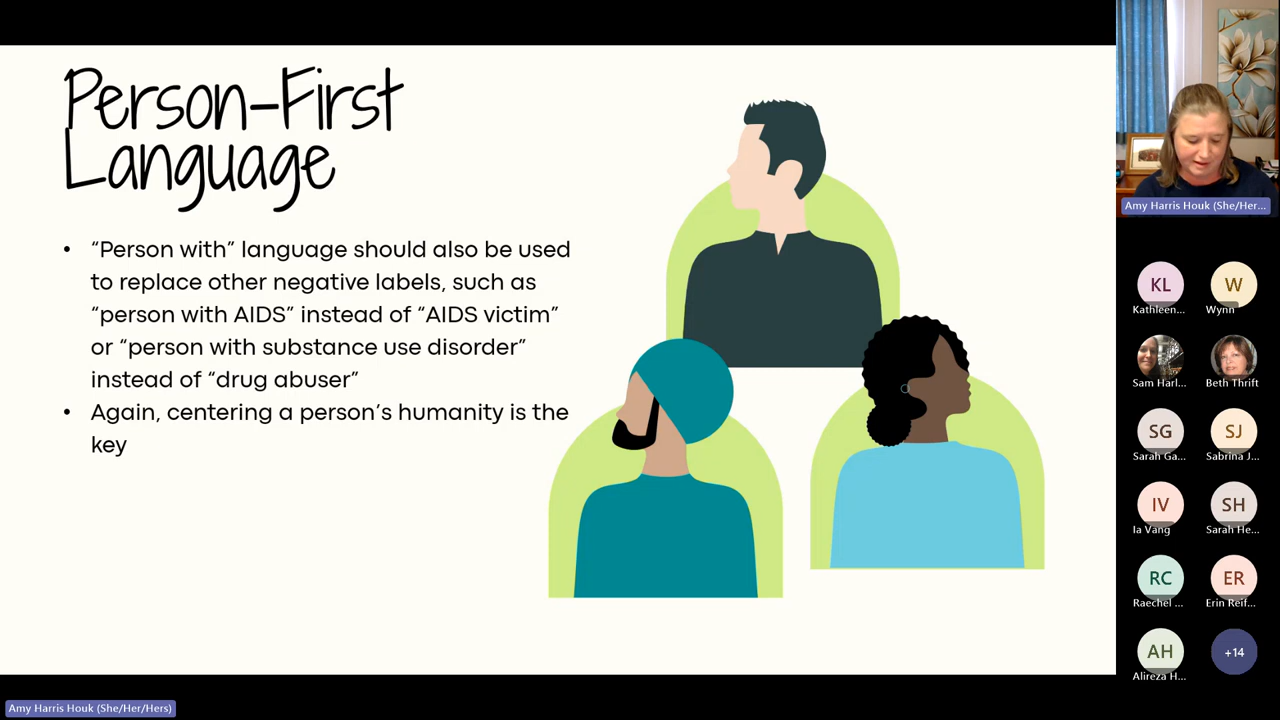 Person-First
Language
• “Person with” language should also be used
to replace other negative labels, such as
“person with AIDS” instead of “AIDS victim”
or “person with substance use disorder”
instead of “drug abuser”
• Again, centering a person’s humanity is the
key
Amy Harris Houk (She/Her...
KL
Kathleen...
W
Wynn
Sam Harl...
Beth Thrift
SG
Sarah Ga...
SJ
Sabrina J...
IV
Ia Vang
SH
Sarah He...
RC
Raechel ...
ER
Erin Reif...
AH
Alireza H...
+14
Amy Harris Houk (She/Her/Hers)